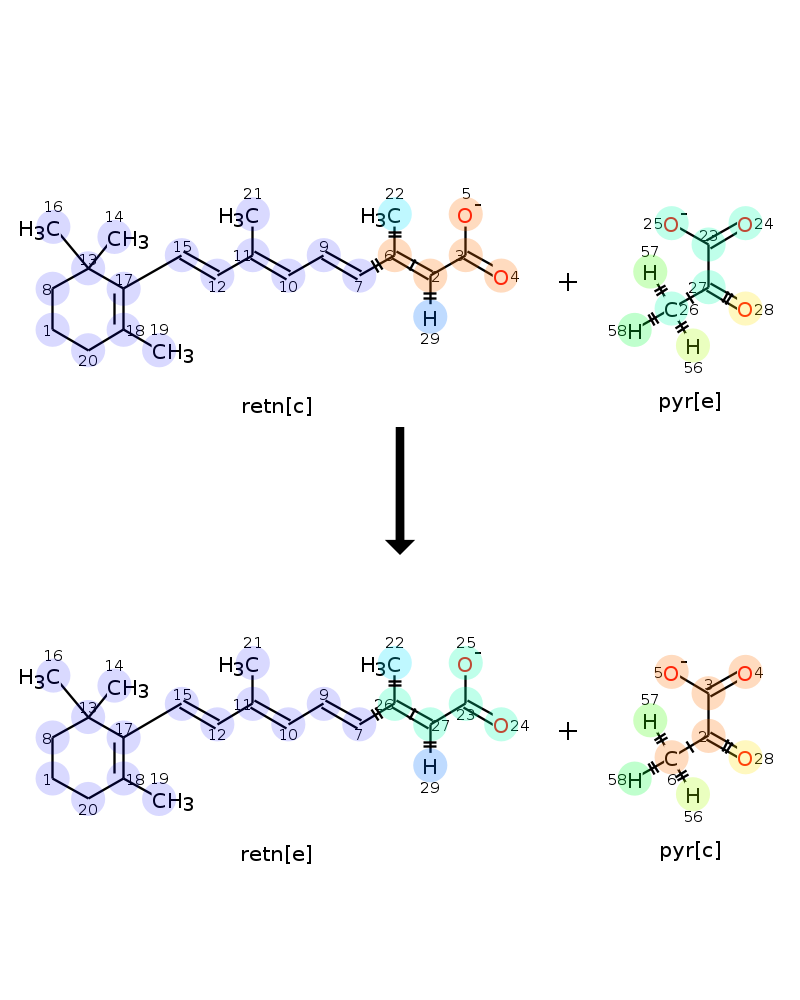 16
H3C
14
CH3
13
8
1
20
17
18
19
CH3
15
12
21
H3C
11
10
9
7
22
H3C
6
2
H
29
3
5
O-
O4
+
25O-
23
O24
57
H
27
C
26
58H
H
56
O28
retn[c]
pyr[e]
16
H3C
14
CH3
13
8
1
20
17
18
19
CH3
15
12
21
H3C
11
10
9
7
22
H3C
26
27
H
29
23
25
O-
O24
+
5O-
3
O4
57
H
2
C
6
58H
H
56
O28
retn[e]
pyr[c]